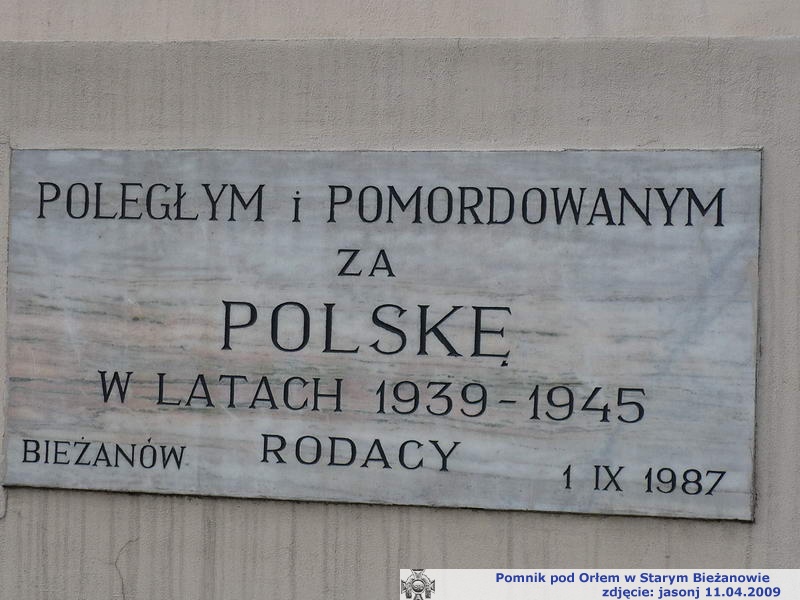 POLEGŁYM i POMORDOWANYM
ZA
POLSKĘ
W LATACH 1939-1945
RODACY
BIEŻANÓW 1 IX 1987
Pomnik pod Orłem w Starym Bieżanowie
zdjęcie: jasonj 11.04.2009